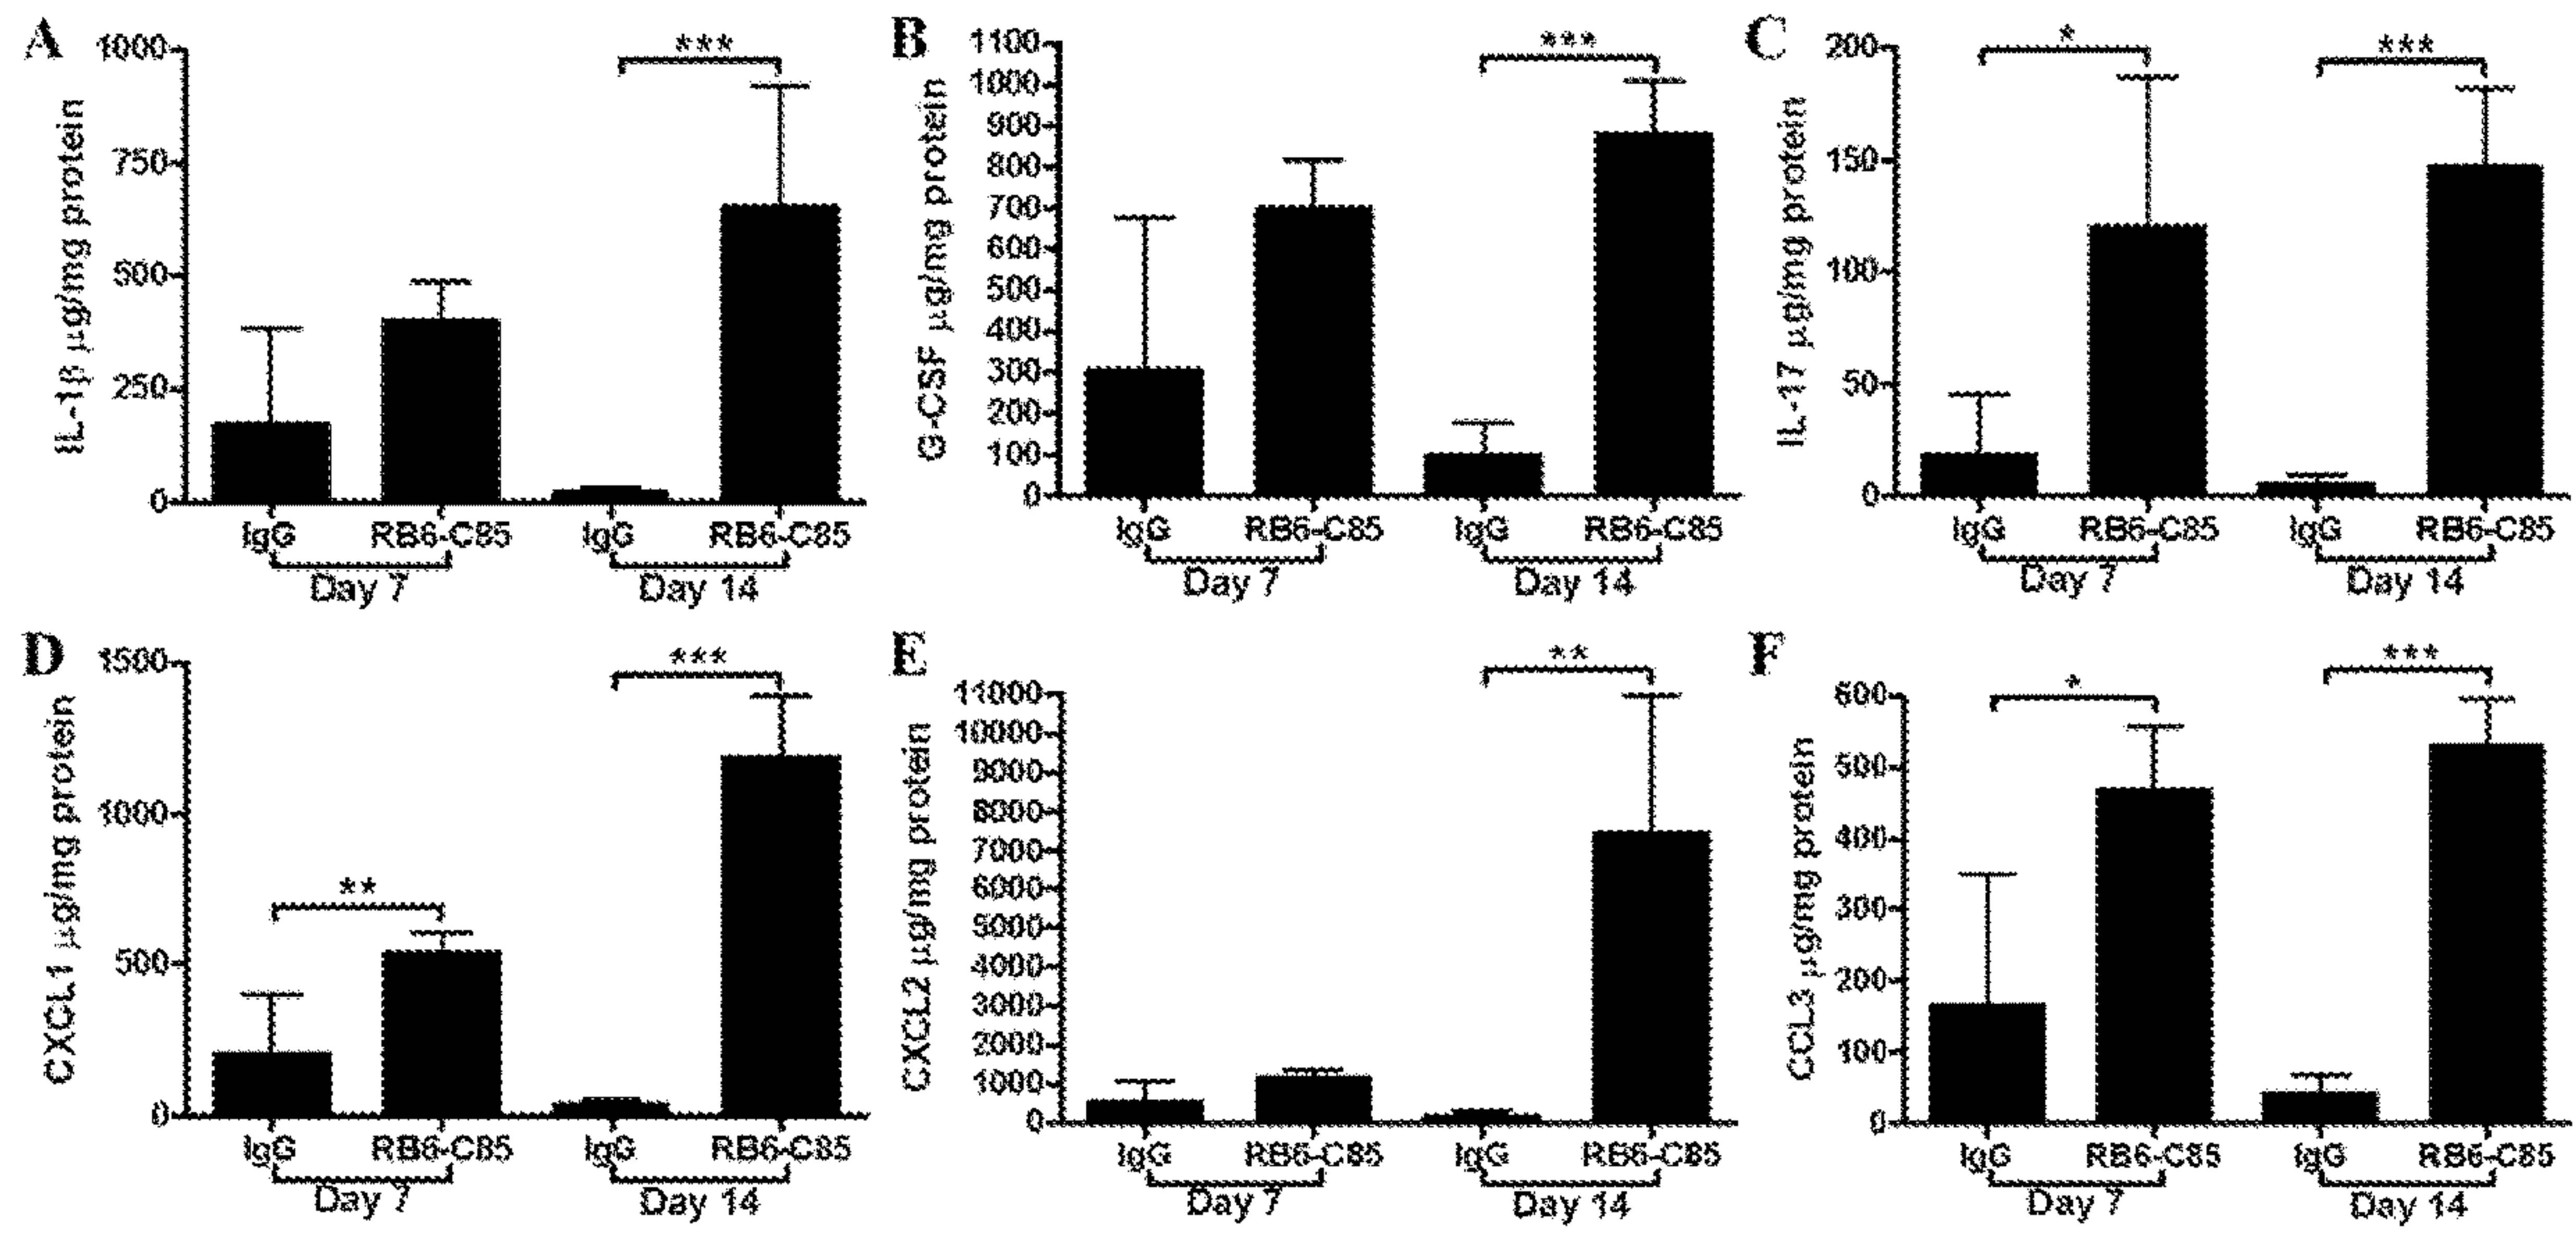 A
IL-1β µg/mg protein
1000
750
500
250
0
***
IgG RB6-C85 IgG RB6-C85
Day 7 Day 14
B
G-CSF µg/mg protein
1100
1000
900
800
700
600
500
400
300
200
100
0
***
IgG RB6-C85 IgG RB6-C85
Day 7 Day 14
C
IL-17 µg/mg protein
200
150
100
50
0
* ***
IgG RB6-C85 IgG RB6-C85
Day 7 Day 14
D
CXCL1 µg/mg protein
1500
1000
500
0
***
**
IgG RB6-C85 IgG RB6-C85
Day 7 Day 14
E
CXCL2 µg/mg protein
11000
10000
9000
8000
7000
6000
5000
4000
3000
2000
1000
0
**
IgG RB6-C85 IgG RB6-C85
Day 7 Day 14
F
CCL3 µg/mg protein
600
500
400
300
200
100
0
* ***
IgG RB6-C85 IgG RB6-C85
Day 7 Day 14